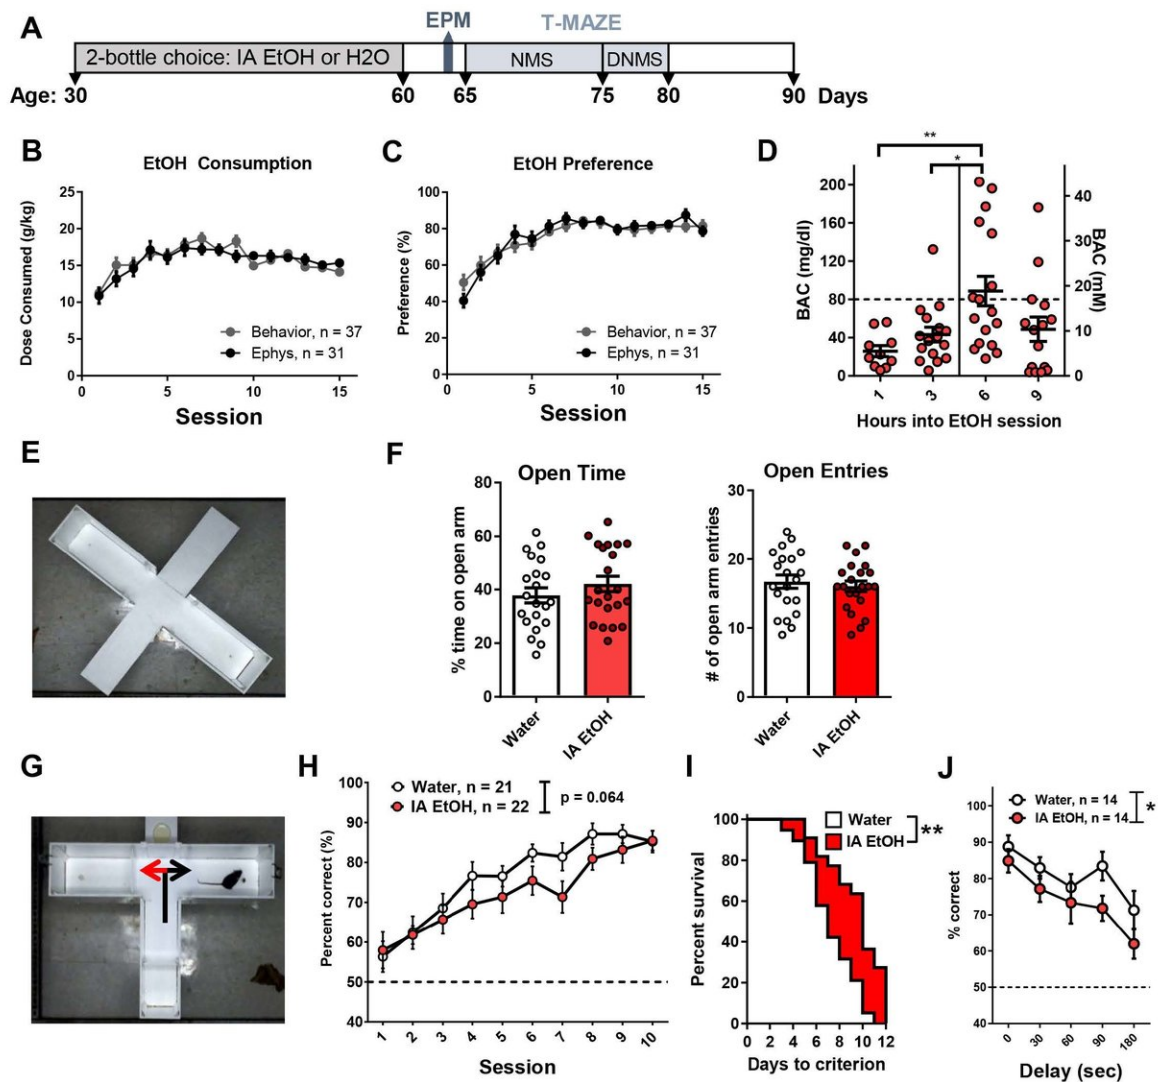 A
EPM
T-MAZE
2-bottle choice: IA EtOH or H2O
NMS
DNMS
Age: 30 60 65 75 80 90 Days
B
EtOH Consumption
Dose Consumed (g/kg)
25
20
15
10
5
0
Behavior, n = 37
Ephys, n = 31
0 5 10 15
Session
C
EtOH Preference
Preference (%)
100
80
60
40
20
0
Behavior, n = 37
Ephys, n = 31
0 5 10 15
Session
D
**
*
BAC (mg/dl)
200
160
120
80
40
0
BAC (mM)
40
30
20
10
0
1 3 6 9
Hours into EtOH session
E
F
Open Time
% time on open arm
80
60
40
20
0
Water IA EtOH
Open Entries
# of open arm entries
30
20
10
0
Water IA EtOH
G
H
Percent correct (%)
100
90
80
70
60
50
40
Water, n = 21
IA EtOH, n = 22
p = 0.064
1 2 3 4 5 6 7 8 9 10
Session
I
Water
IA EtOH
**
Percent survival
100
80
60
40
20
0
0 2 4 6 8 10 12
Days to criterion
J
Water, n = 14
IA EtOH, n = 14
*
% correct
100
90
80
70
60
50
40
0 30 60 90 180
Delay (sec)